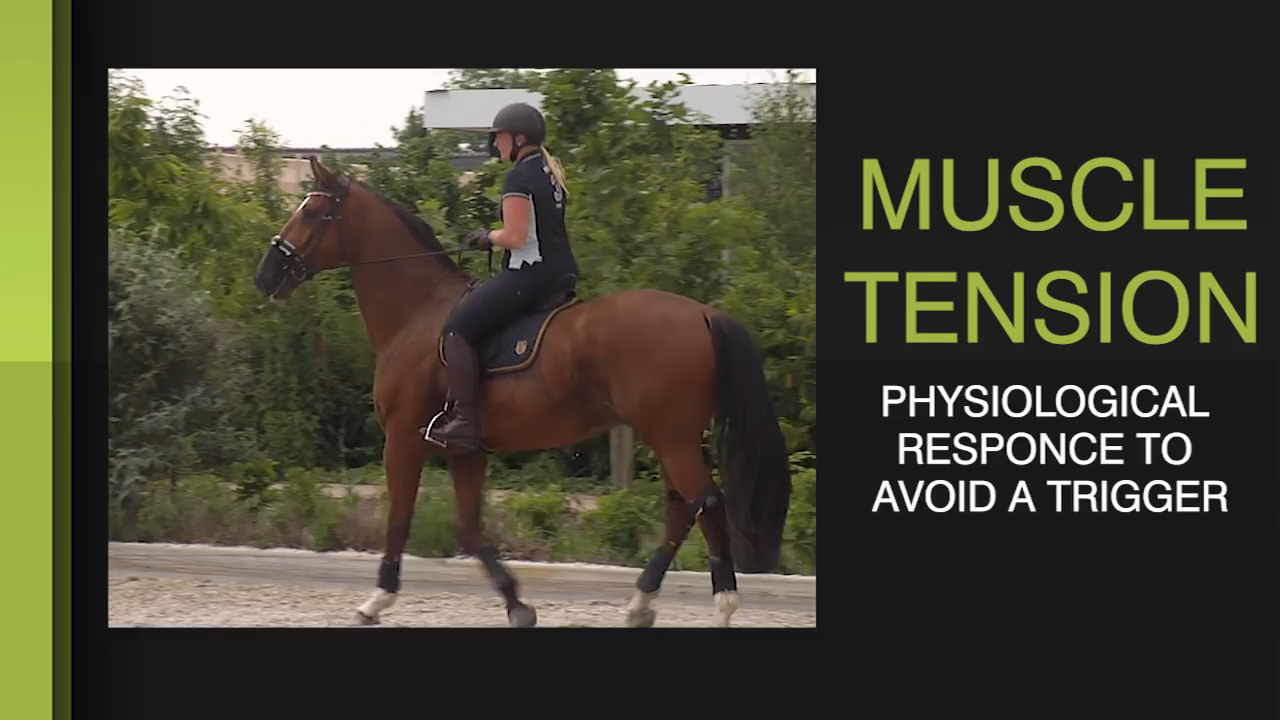 MUSCLE
TENSION
PHYSIOLOGICAL
RESPONCE TO
AVOID A TRIGGER